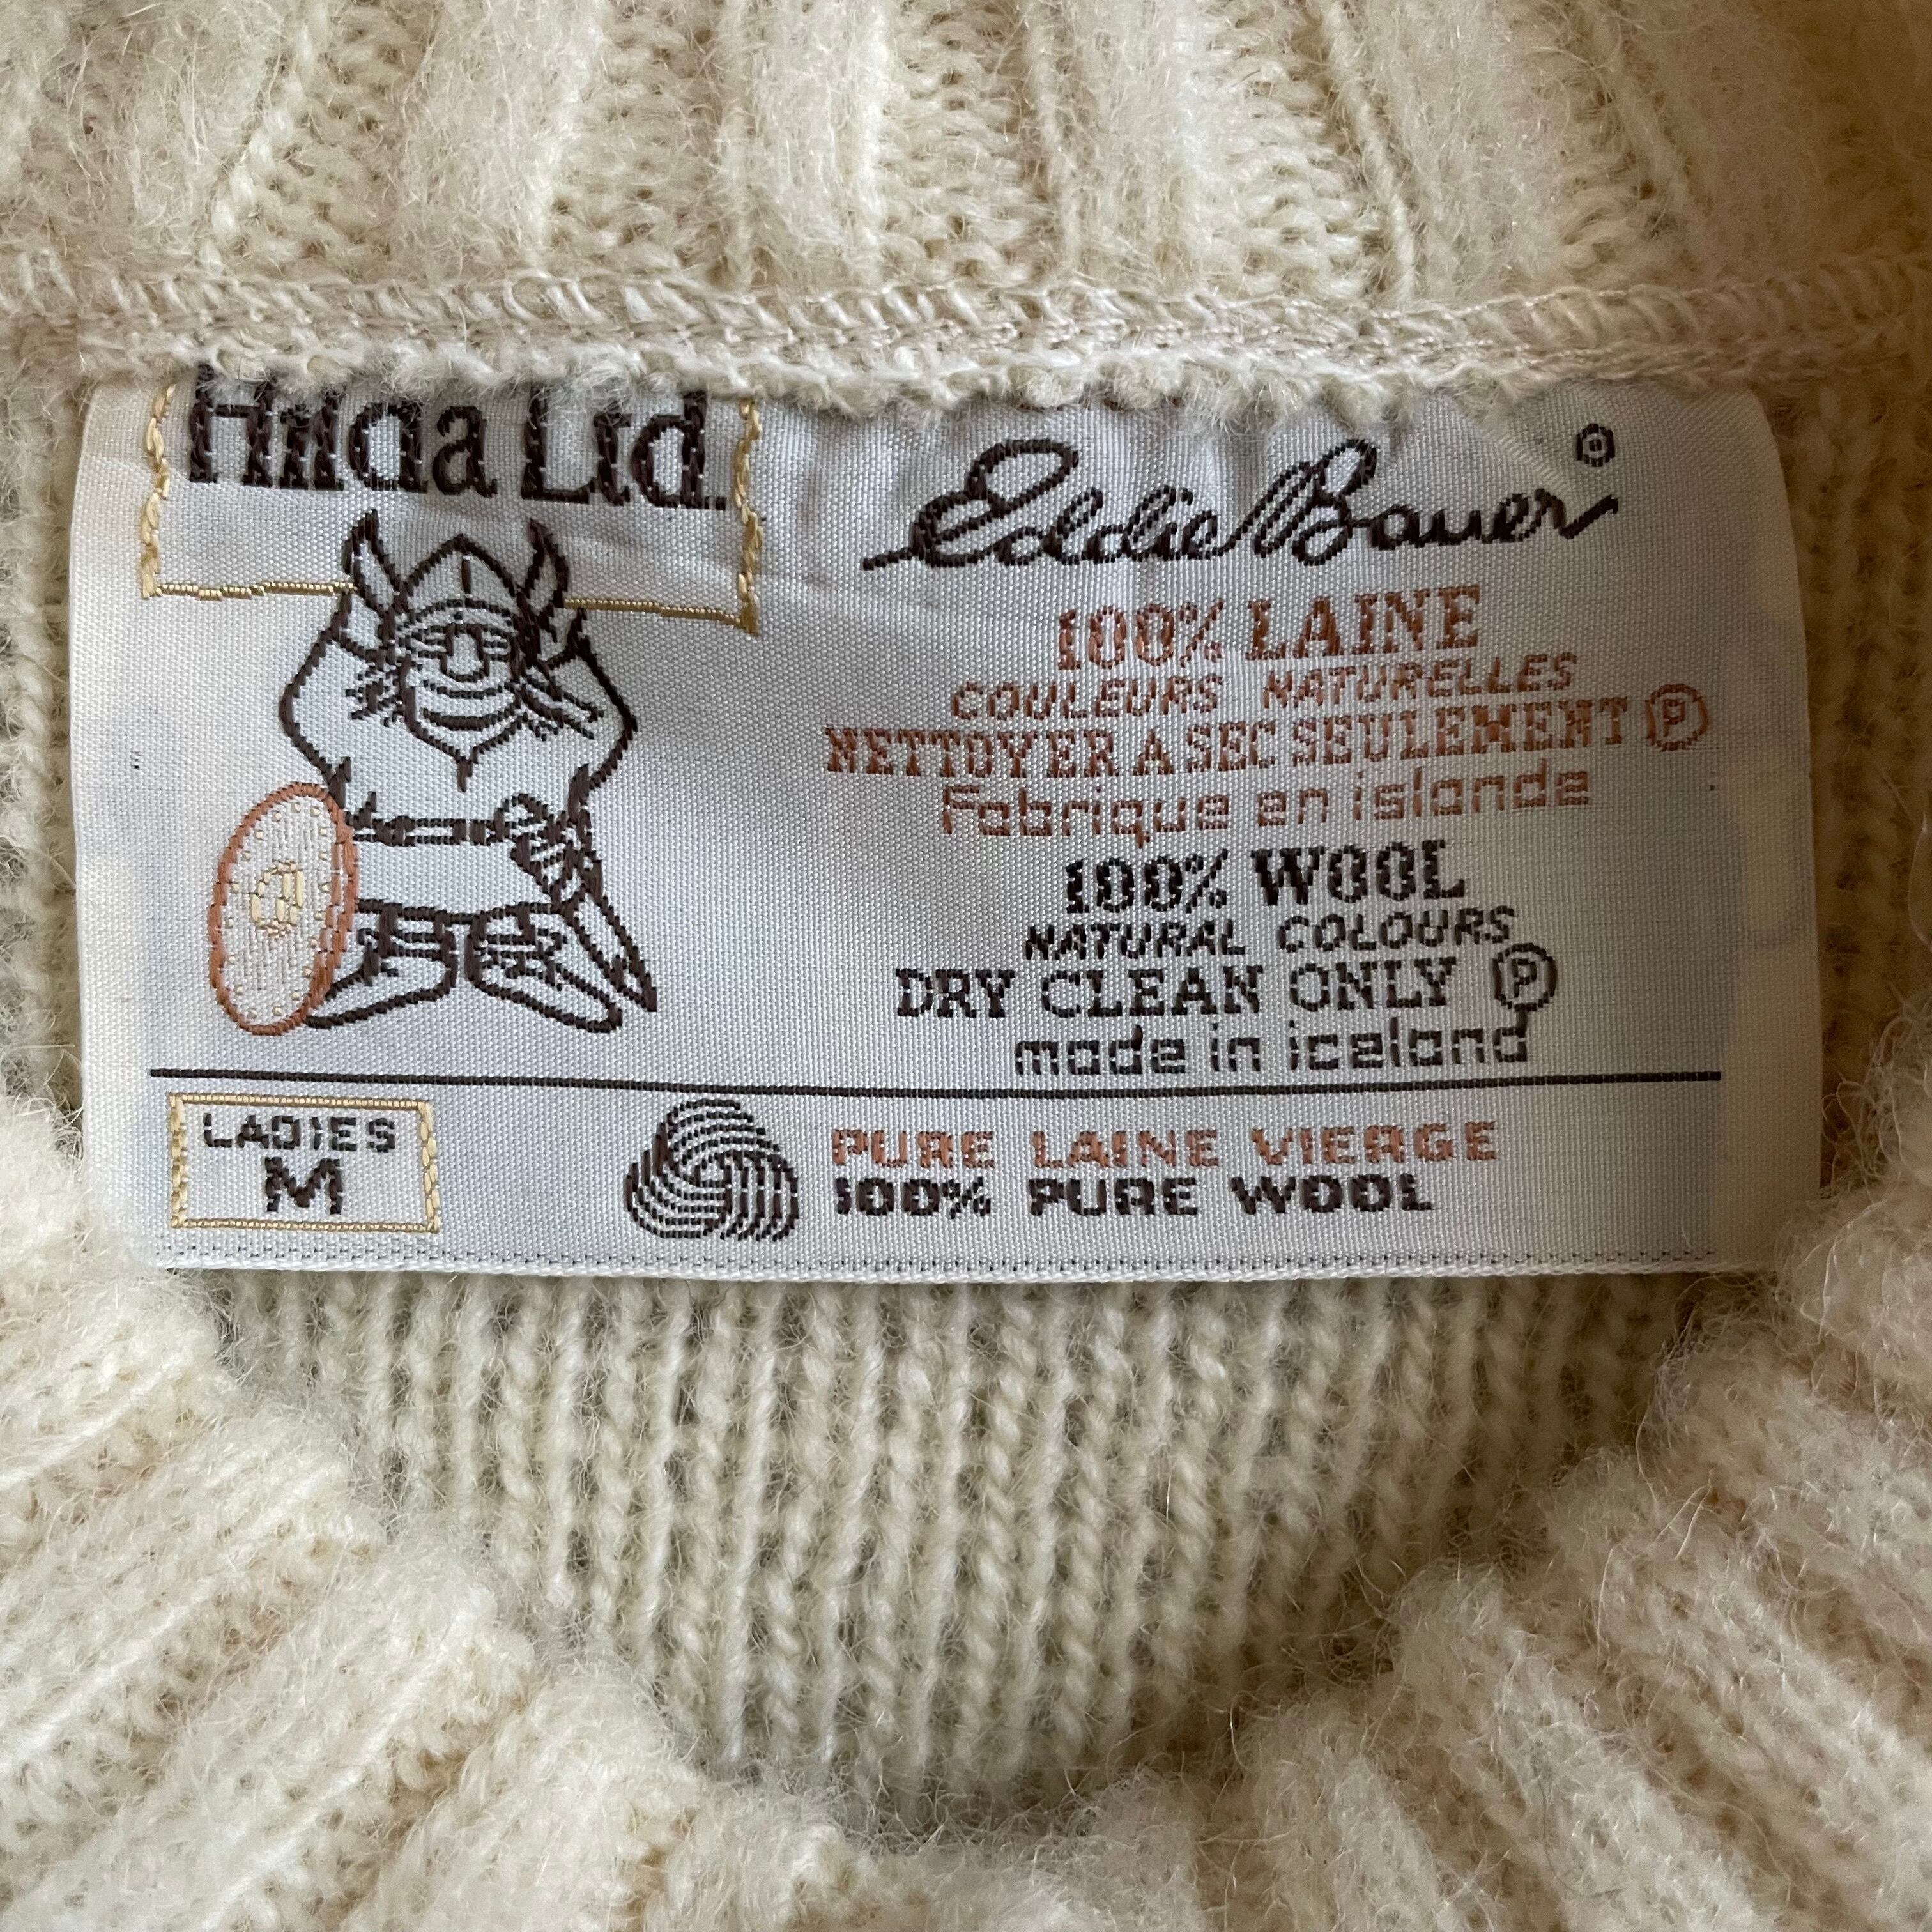 Hilda Ltd.
Eddie Bauer ®
100% LAINE
COULEURS NATURELLES
NETTOYER A SEC SEULEMENT Ⓟ
Fabrique en islande
100% WOOL
NATURAL COLOURS
DRY CLEAN ONLY Ⓟ
made in iceland
LADIES
M
PURE LAINE VIERGE
100% PURE WOOL